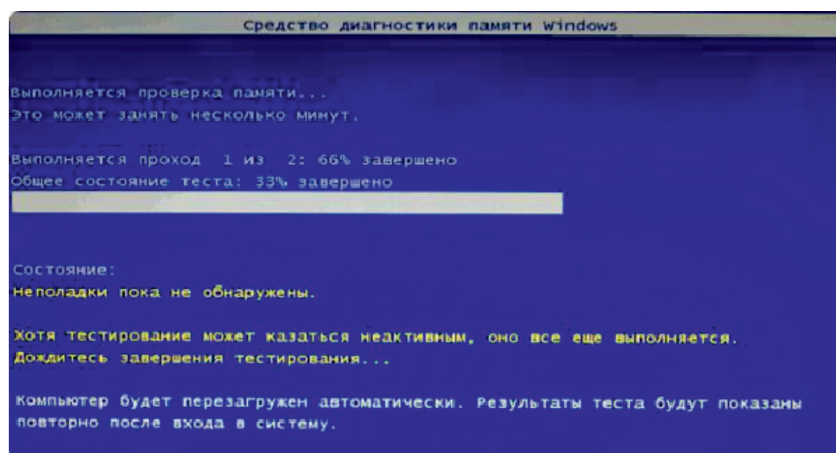 Средство диагностики памяти Windows
Выполняется проверка памяти...
Это может занять несколько минут.
Выполняется проход 1 из 2: 66% завершено
Общее состояние теста: 33% завершено
Состояние:
Неполадки пока не обнаружены.
Хотя тестирование может казаться неактивным, оно все еще выполняется.
Дождитесь завершения тестирования...
Компьютер будет перезагружен автоматически. Результаты теста будут показаны
повторно после входа в систему.